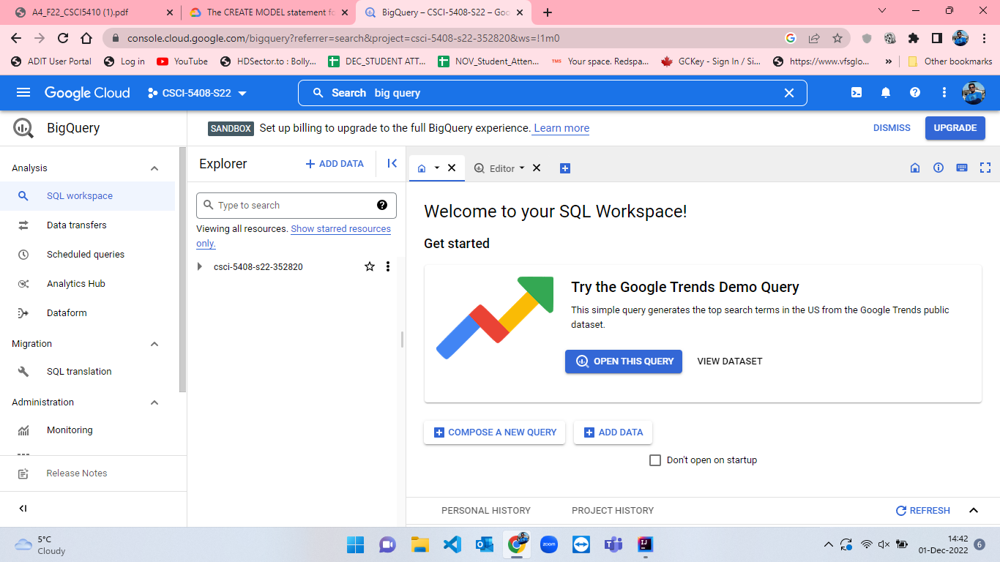 A4_F22_CSCI5410 (1).pdf
The CREATE MODEL statement fo
BigQuery – CSCI-5408-S22 – Goo
console.cloud.google.com/bigquery?referrer=search&project=csci-5408-s22-352820&ws=!1m0
ADIT User Portal
Log in
YouTube
HDSector.to : Bolly...
DEC_STUDENT ATT...
NOV_Student_Atten...
TMS
Your space. Redspa...
GCKey - Sign In / Si...
https://www.vfsglo...
»
Other bookmarks
Google Cloud
CSCI-5408-S22
Search big query
BigQuery
SANDBOX Set up billing to upgrade to the full BigQuery experience. Learn more
DISMISS
UPGRADE
Analysis
SQL workspace
Data transfers
Scheduled queries
Analytics Hub
Dataform
Migration
SQL translation
Administration
Monitoring
Release Notes
Explorer
+ ADD DATA
Type to search
Viewing all resources. Show starred resources
only.
csci-5408-s22-352820
Editor
Welcome to your SQL Workspace!
Get started
Try the Google Trends Demo Query
This simple query generates the top search terms in the US from the Google Trends public
dataset.
OPEN THIS QUERY
VIEW DATASET
COMPOSE A NEW QUERY
ADD DATA
Don't open on startup
PERSONAL HISTORY
PROJECT HISTORY
REFRESH
5°C
Cloudy
zoom
14:42
01-Dec-2022
6